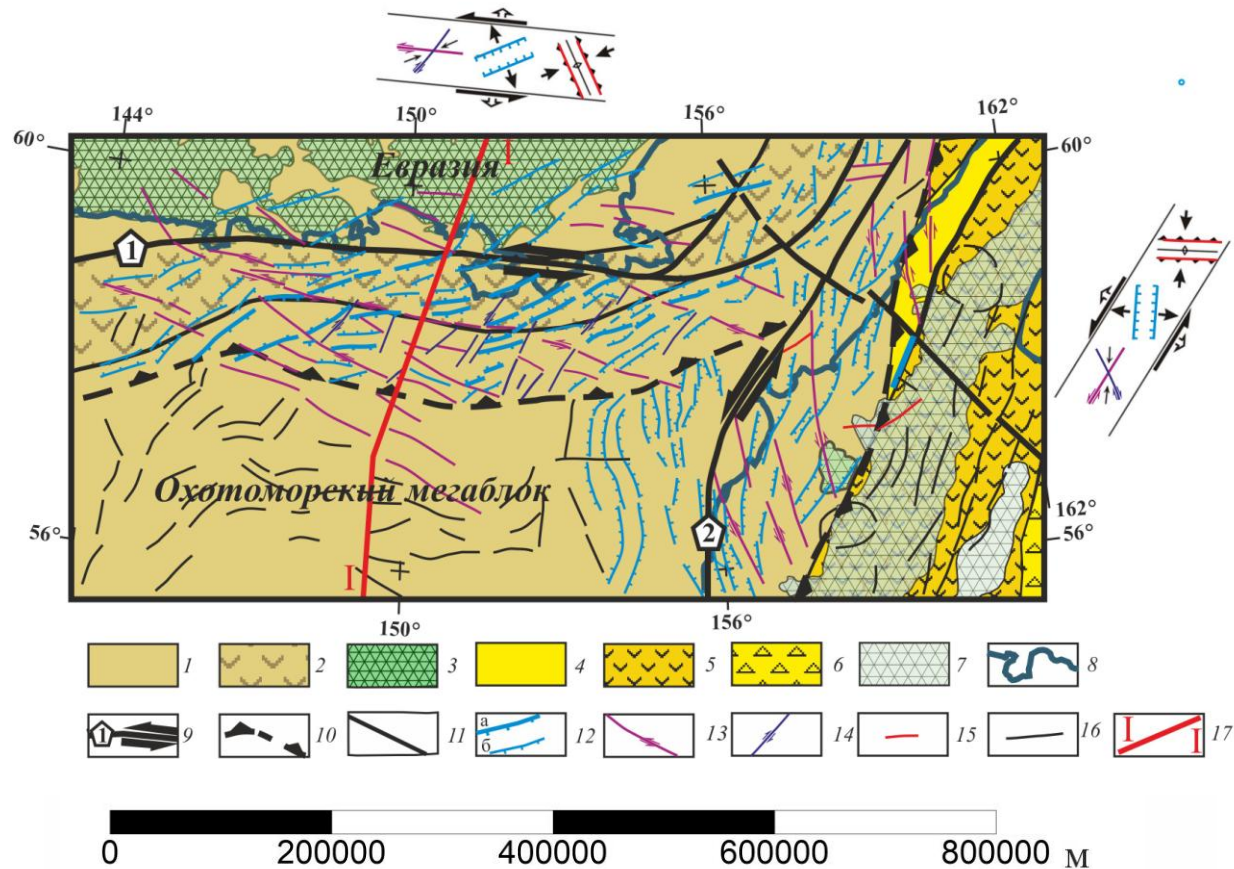 144° 150° 156° 162°
60° 60°
Евразия I
1
Охотоморский мегаблок
2
162°
56° 56°
I
150° 156°
1 2 3 4 5 6 7 8
1 9 10 11 а б 12 13 14 15 16 I I 17
0 200000 400000 600000 800000 м